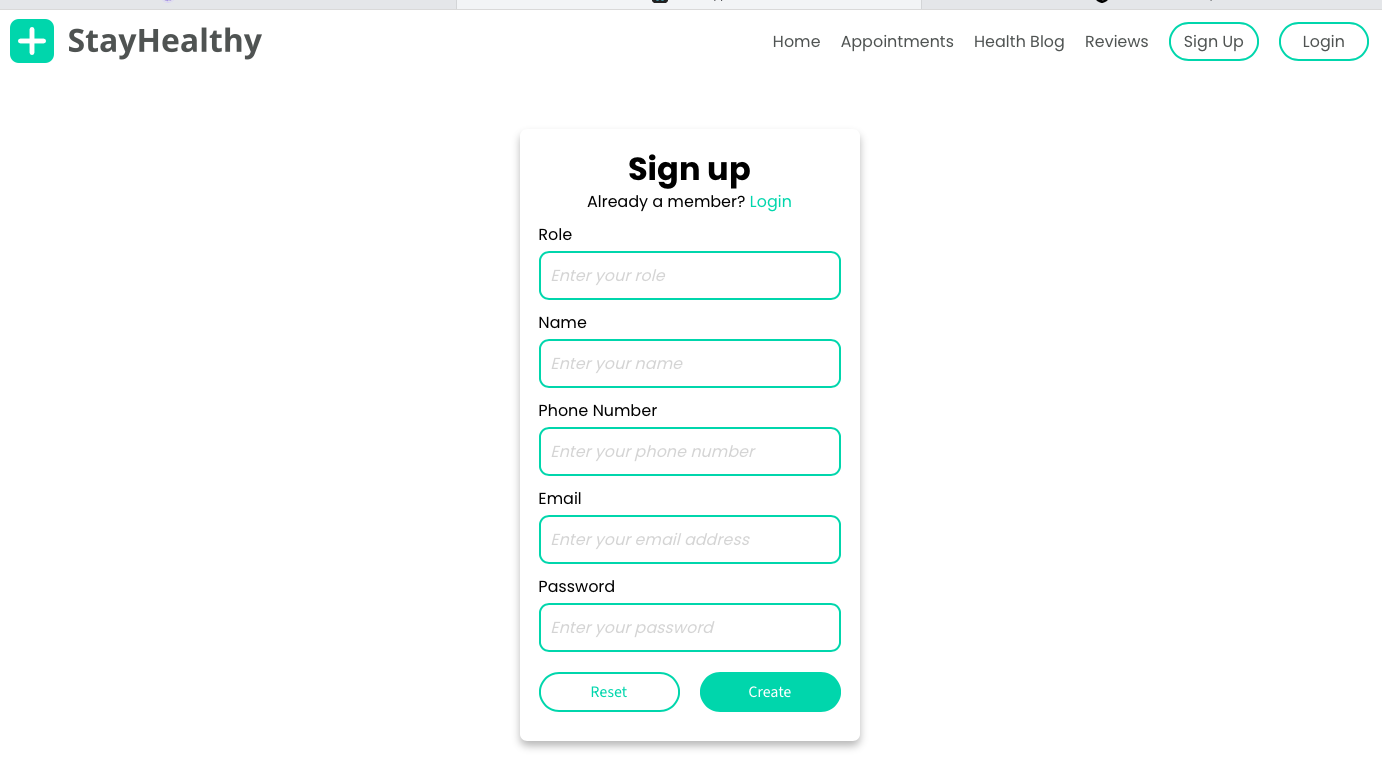 StayHealthy
Home Appointments Health Blog Reviews Sign Up Login
Sign up
Already a member? Login
Role
Enter your role
Name
Enter your name
Phone Number
Enter your phone number
Email
Enter your email address
Password
Enter your password
Reset Create